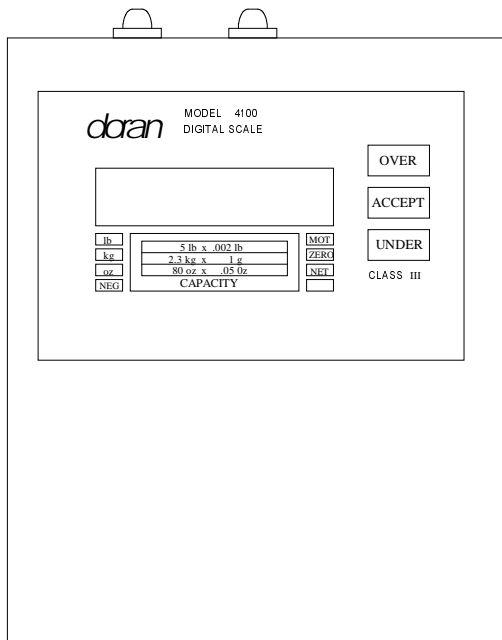 doran
MODEL 4100
DIGITAL SCALE
OVER
ACCEPT
UNDER
CLASS III
lb
kg
oz
NEG
5 lb x .002 lb
2.3 kg x 1 g
80 oz x .05 0z
CAPACITY
MOT
ZERO
NET